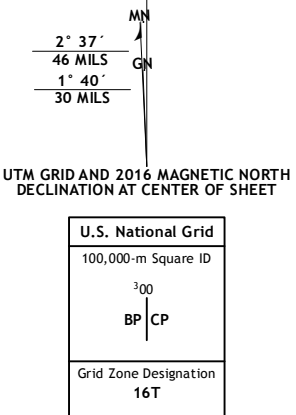 MN
2° 37´
46 MILS
GN
1° 40´
30 MILS
UTM GRID AND 2016 MAGNETIC NORTH
DECLINATION AT CENTER OF SHEET
U.S. National Grid
100,000-m Square ID
³00
BP CP
Grid Zone Designation
16T